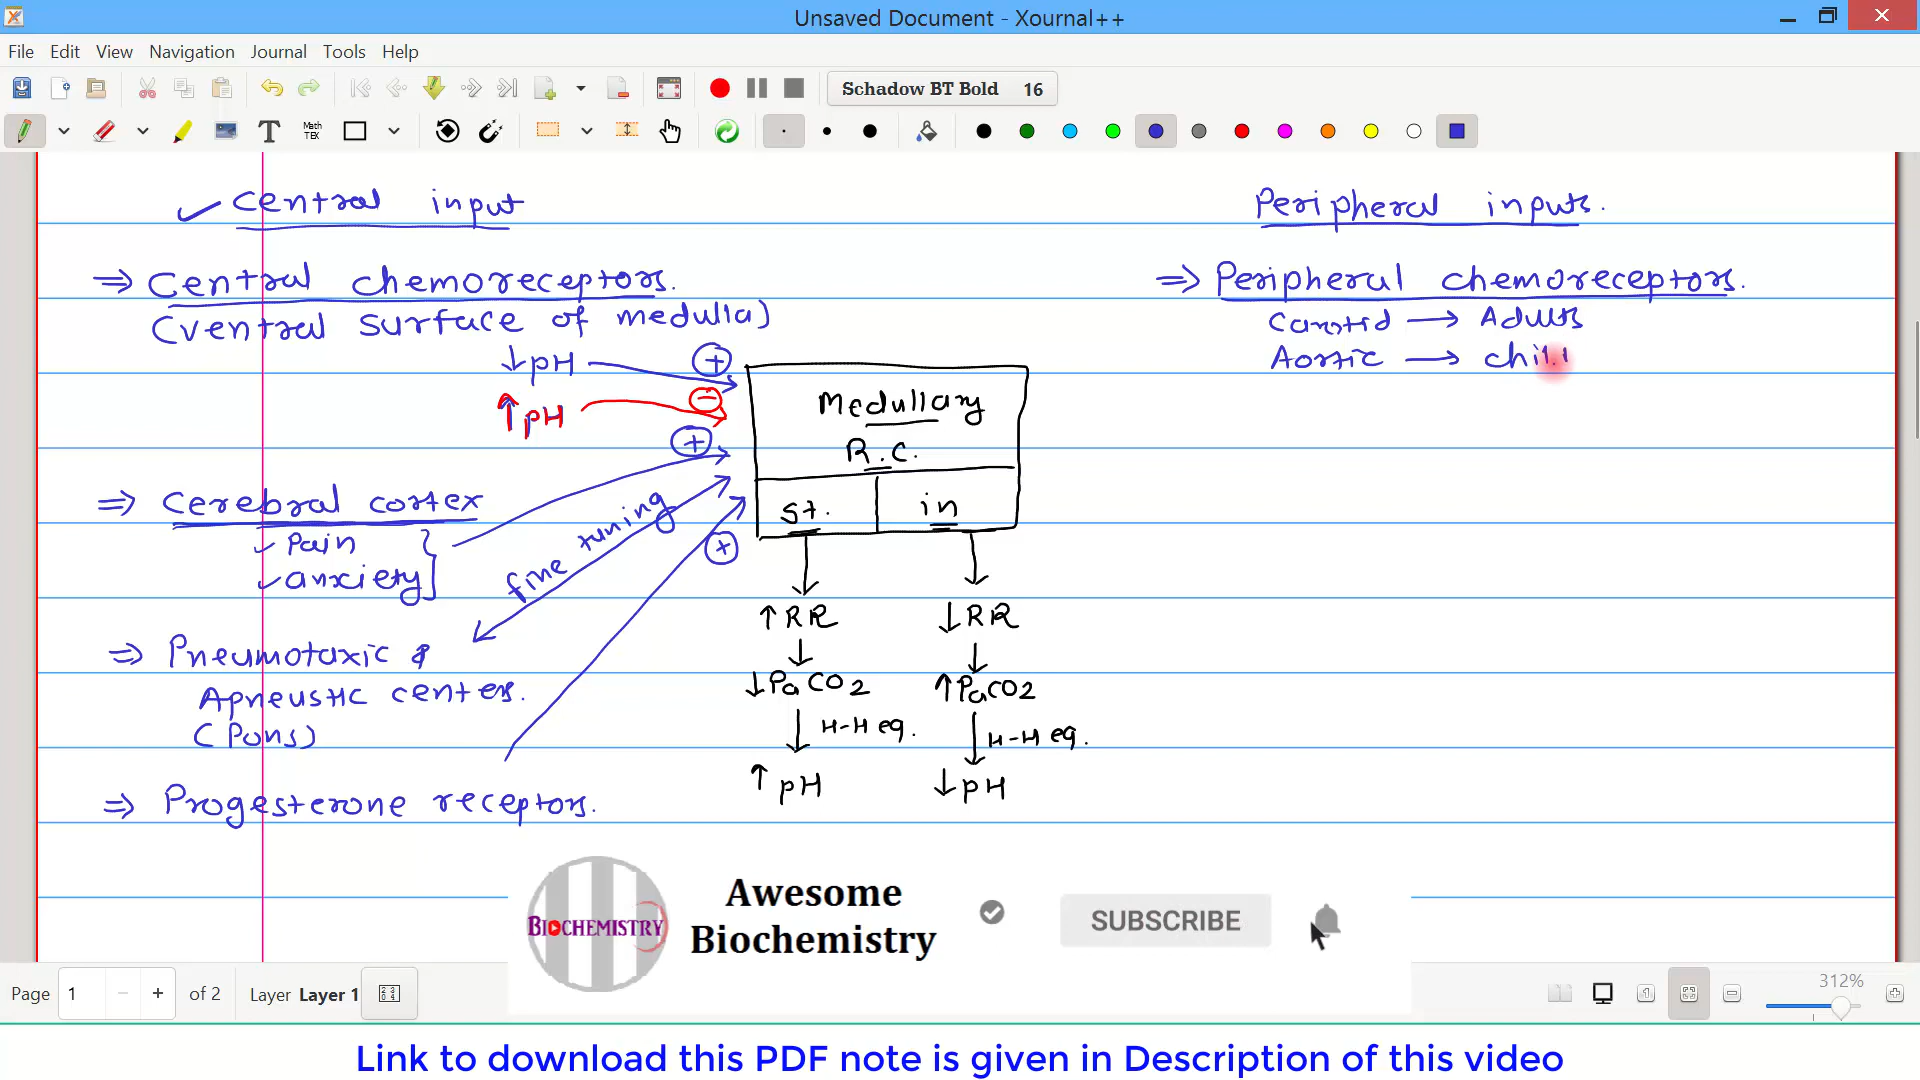 Unsaved Document - Xournal++
File Edit View Navigation Journal Tools Help
Schadow BT Bold 16
Math TEX
Central input
⇒ Central chemoreceptors.
(ventral surface of medulla)
↓pH
+
↑pH
−
+
⇒ Cerebral cortex
✓ Pain
✓ anxiety
fine tuning
⇒ Pneumotaxic &
Apneustic center.
(Pons)
+
⇒ Progesterone receptors.
Medullary
R.C.
st. in
↑RR ↓RR
↓PaCO2 ↑PaCO2
H-H eq. H-H eq.
↑pH ↓pH
Peripheral inputs.
⇒ Peripheral chemoreceptors.
Carotid → Adults
Aortic →
BIOCHEMISTRY
Awesome
Biochemistry
SUBSCRIBE
Page 1 − + of 2 Layer Layer 1
312%
Link to download this PDF note is given in Description of this video